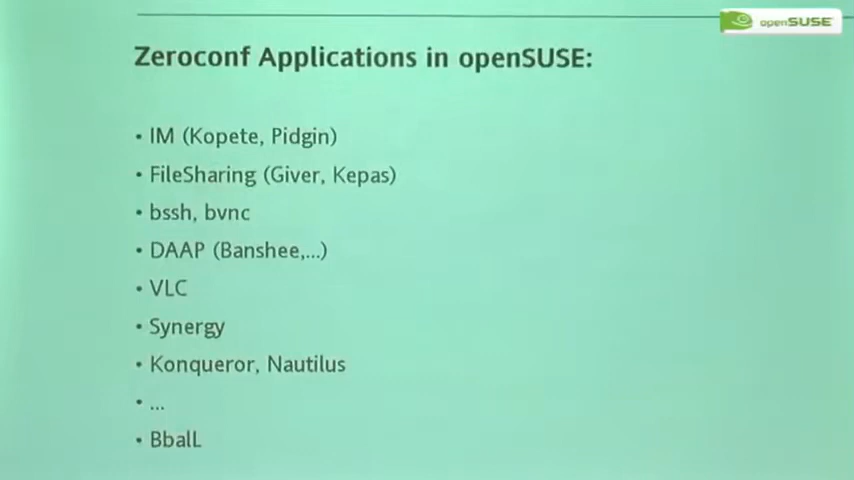 openSUSE
Zeroconf Applications in openSUSE:
• IM (Kopete, Pidgin)
• FileSharing (Giver, Kepas)
• bssh, bvnc
• DAAP (Banshee,...)
• VLC
• Synergy
• Konqueror, Nautilus
• ...
• BballL